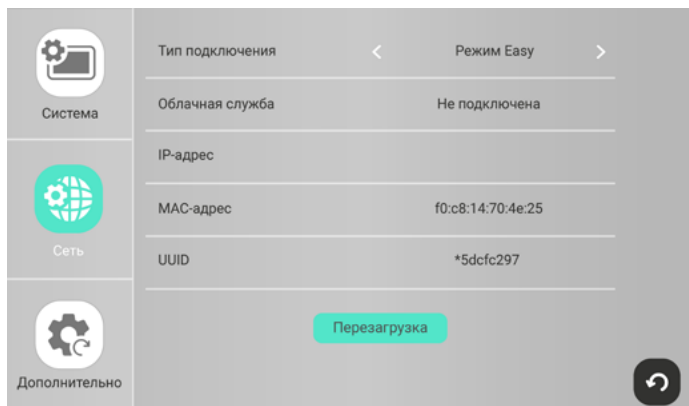 Система
Сеть
Дополнительно
Тип подключения < Режим Easy >
Облачная служба Не подключена
IP-адрес
MAC-адрес f0:c8:14:70:4e:25
UUID *5dcfc297
Перезагрузка